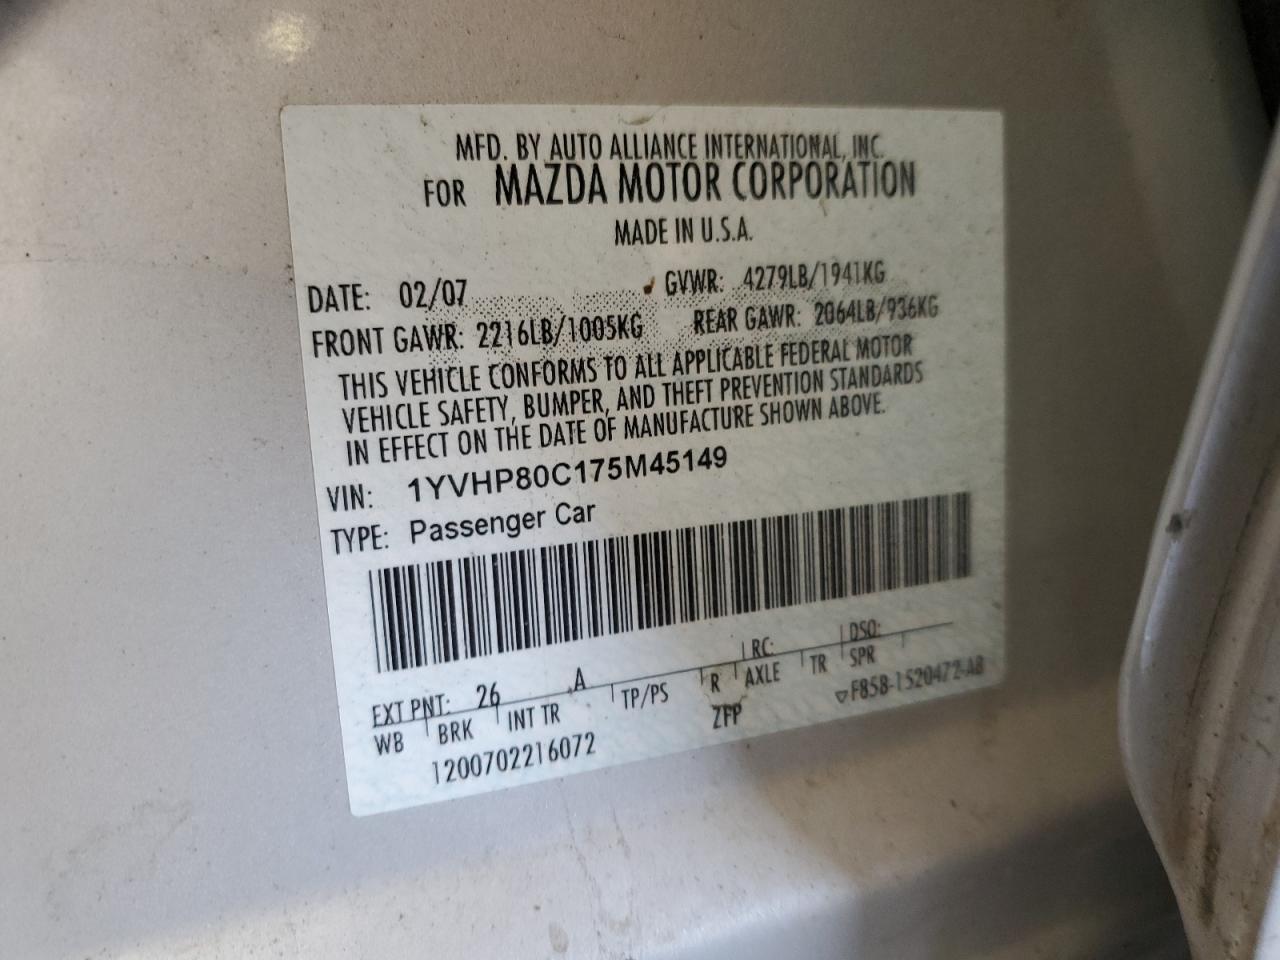 MFD. BY AUTO ALLIANCE INTERNATIONAL, INC.
FOR MAZDA MOTOR CORPORATION
MADE IN U.S.A.
DATE: 02/07 GVWR: 4279LB/1941KG
FRONT GAWR: 2216LB/1005KG REAR GAWR: 2064LB/936KG
THIS VEHICLE CONFORMS TO ALL APPLICABLE FEDERAL MOTOR
VEHICLE SAFETY, BUMPER, AND THEFT PREVENTION STANDARDS
IN EFFECT ON THE DATE OF MANUFACTURE SHOWN ABOVE.
VIN: 1YVHP80C175M45149
TYPE: Passenger Car
EXT PNT: 26 A RC: DSO:
WB BRK INT TR TP/PS R AXLE TR SPR
1200702216072 ZFP ▽F85B-1520472-AB